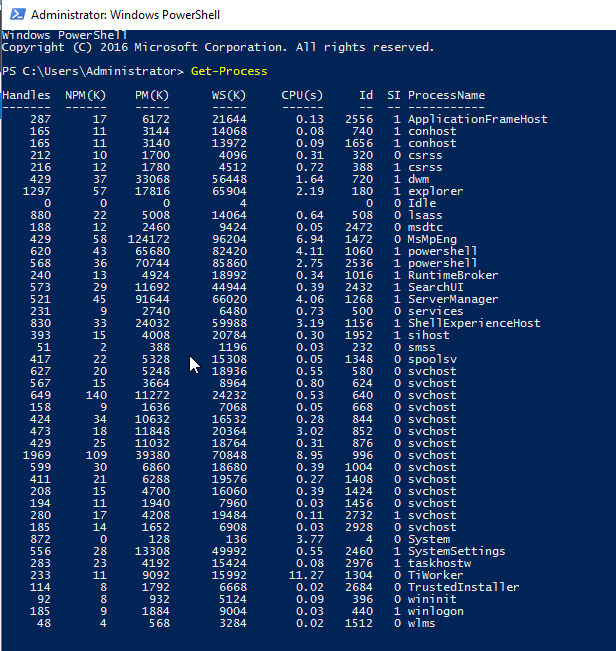 Administrator: Windows PowerShell
Windows PowerShell
Copyright (C) 2016 Microsoft Corporation. All rights reserved.
PS C:\Users\Administrator> Get-Process
Handles NPM(K) PM(K) WS(K) CPU(s) Id SI ProcessName
------- ------ ----- ----- ------ -- -- -----------
287 17 6172 21644 0.13 2556 1 ApplicationFrameHost
165 11 3144 14068 0.08 740 1 conhost
165 11 3140 13972 0.09 1656 1 conhost
212 10 1700 4096 0.31 320 0 csrss
216 12 1780 4512 0.72 388 1 csrss
429 37 33068 56448 1.64 720 1 dwm
1297 57 17816 65904 2.19 180 1 explorer
0 0 0 4 0 0 Idle
880 22 5008 14064 0.64 508 0 lsass
188 12 2460 9424 0.05 2472 0 msdtc
429 58 124172 96204 6.94 1472 0 MsMpEng
620 43 65680 82420 4.11 1060 1 powershell
568 36 70744 85860 2.75 2536 1 powershell
240 13 4924 18992 0.34 1016 1 RuntimeBroker
573 29 11692 44944 0.39 2432 1 SearchUI
521 45 91644 66020 4.06 1268 1 ServerManager
231 9 2740 6480 0.73 500 0 services
830 33 24032 59988 3.19 1156 1 ShellExperienceHost
393 15 4008 20784 0.30 1952 1 sihost
51 2 388 1196 0.03 232 0 smss
417 22 5328 15308 0.05 1348 0 spoolsv
627 20 5248 18936 0.55 580 0 svchost
567 15 3664 8964 0.80 624 0 svchost
649 140 11272 24232 0.53 640 0 svchost
158 9 1636 7068 0.05 668 0 svchost
424 34 10632 16532 0.28 844 0 svchost
473 18 11848 20364 3.02 852 0 svchost
429 25 11032 18764 0.31 876 0 svchost
1969 109 39380 70848 8.95 996 0 svchost
599 30 6860 18680 0.39 1004 0 svchost
411 21 6288 19576 0.27 1408 0 svchost
208 15 4700 16060 0.39 1424 0 svchost
194 11 1940 7960 0.03 1456 0 svchost
280 17 4208 19484 0.11 2732 1 svchost
185 14 1652 6908 0.03 2928 0 svchost
872 0 128 136 3.77 4 0 System
556 28 13308 49992 0.55 2460 1 SystemSettings
283 23 4192 15424 0.08 2976 1 taskhostw
233 11 9092 15992 11.27 1304 0 TiWorker
114 8 1792 6668 0.02 2684 0 TrustedInstaller
92 8 932 5124 0.09 396 0 wininit
185 9 1884 9004 0.03 440 1 winlogon
48 4 568 3284 0.02 1512 0 wlms